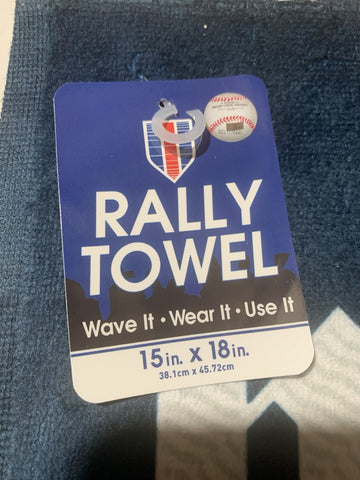 RALLY
TOWEL
Wave It • Wear It • Use It
15in. x 18in.
38.1cm x 45.72cm